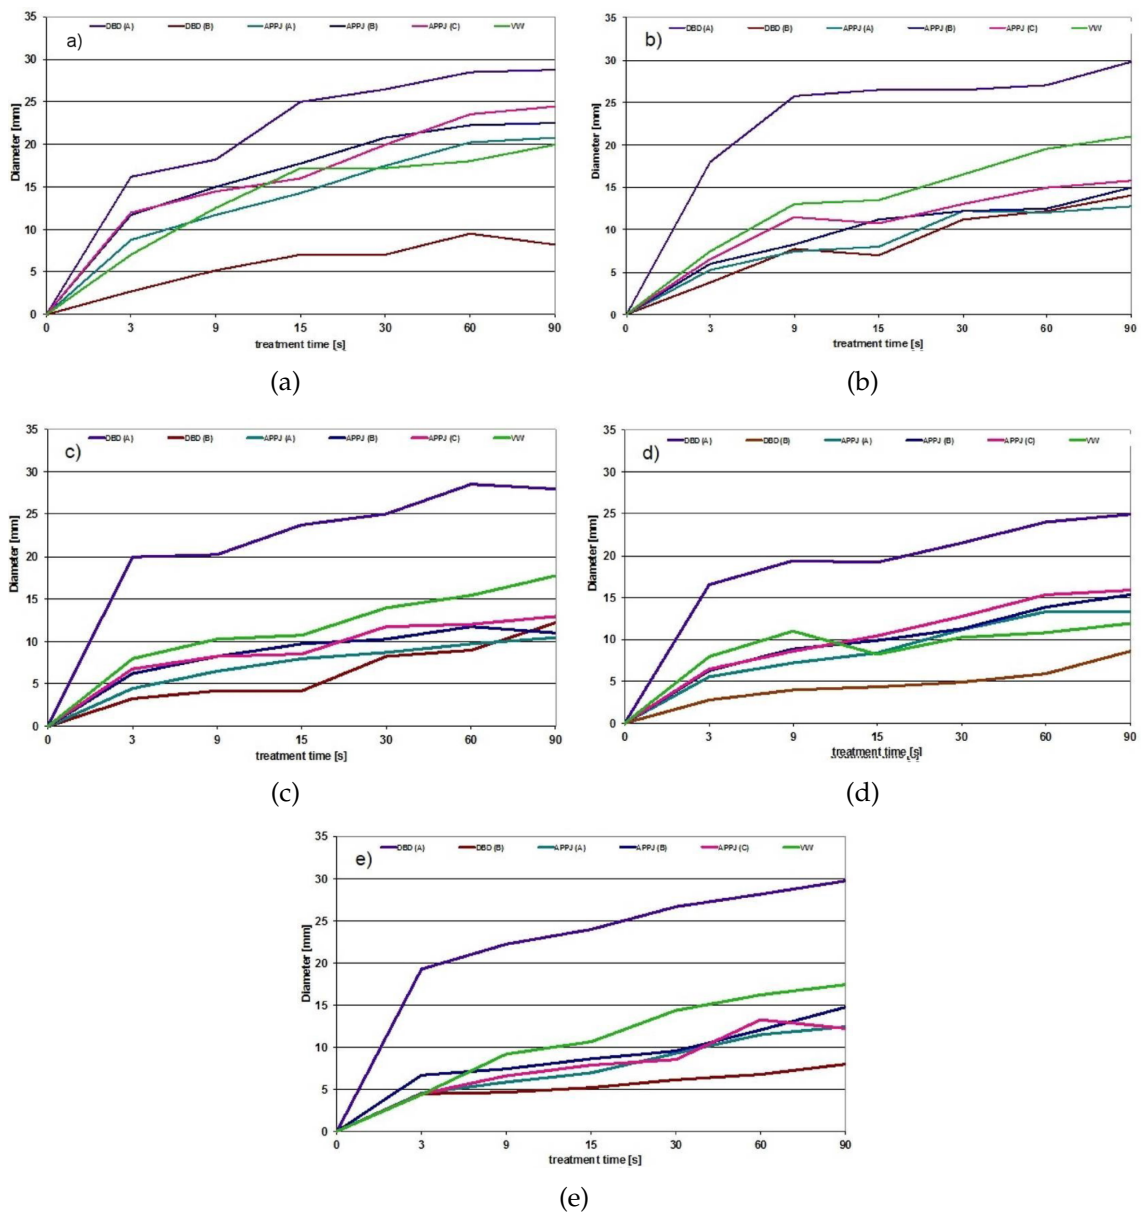 DBD (A) DBD (B) APPJ (A) APPJ (B) APPJ (C) VW
a)
35
30
25
20
15
10
5
0
Diameter [mm]
0 3 9 15 30 60 90
treatment time [s]
(a)
DBD (A) DBD (B) APPJ (A) APPJ (B) APPJ (C) VW
b)
35
30
25
20
15
10
5
0
Diameter [mm]
0 3 9 15 30 60 90
treatment time [s]
(b)
DBD (A) DBD (B) APPJ (A) APPJ (B) APPJ (C) VW
c)
35
30
25
20
15
10
5
0
Diameter [mm]
0 3 9 15 30 60 90
treatment time [s]
(c)
DBD (A) DBD (B) APPJ (A) APPJ (B) APPJ (C) VW
d)
35
30
25
20
15
10
5
0
Diameter [mm]
0 3 9 15 30 60 90
treatment time [s]
(d)
DBD (A) DBD (B) APPJ (A) APPJ (B) APPJ (C) VW
e)
35
30
25
20
15
10
5
0
Diameter [mm]
0 3 9 15 30 60 90
treatment time [s]
(e)